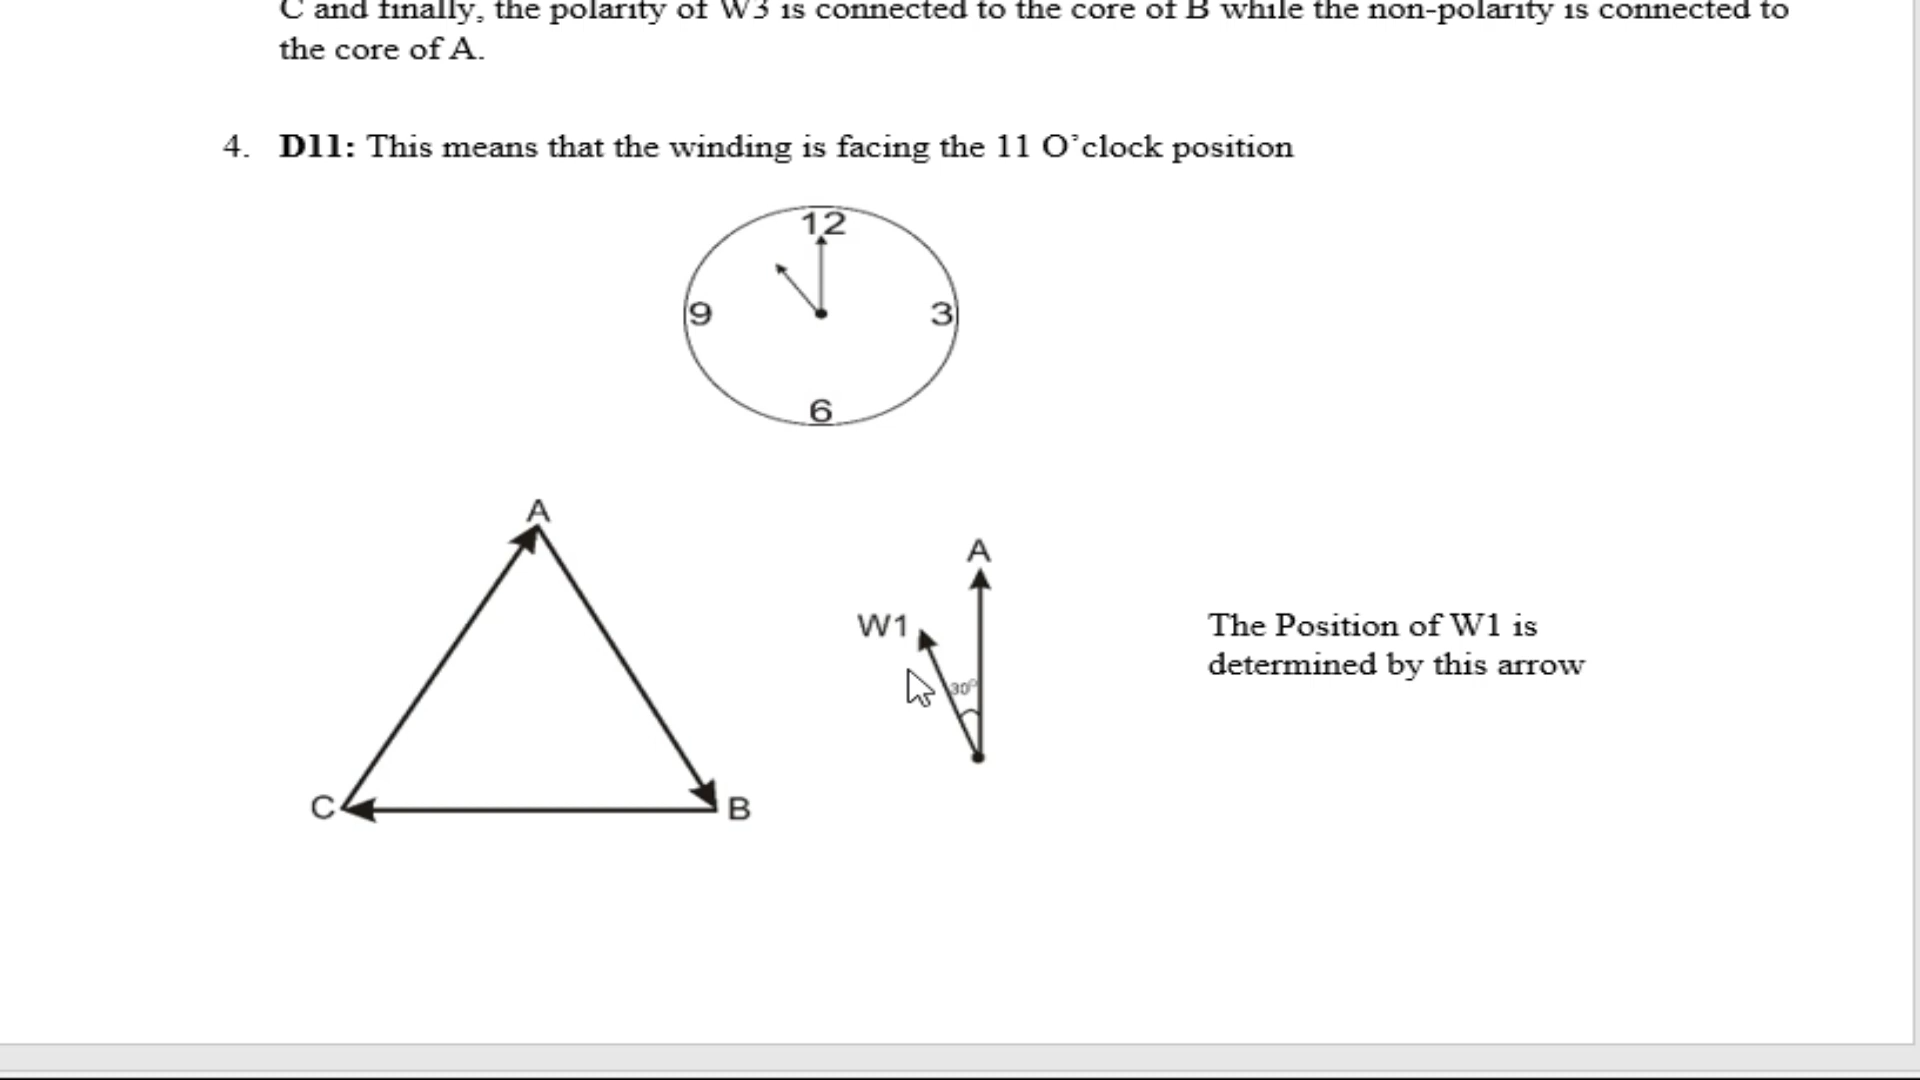 C and finally, the polarity of W3 is connected to the core of B while the non-polarity is connected to
the core of A.
4. D11: This means that the winding is facing the 11 O’clock position
12
9
3
6
A
A
W1
The Position of W1 is
determined by this arrow
30°
C
B